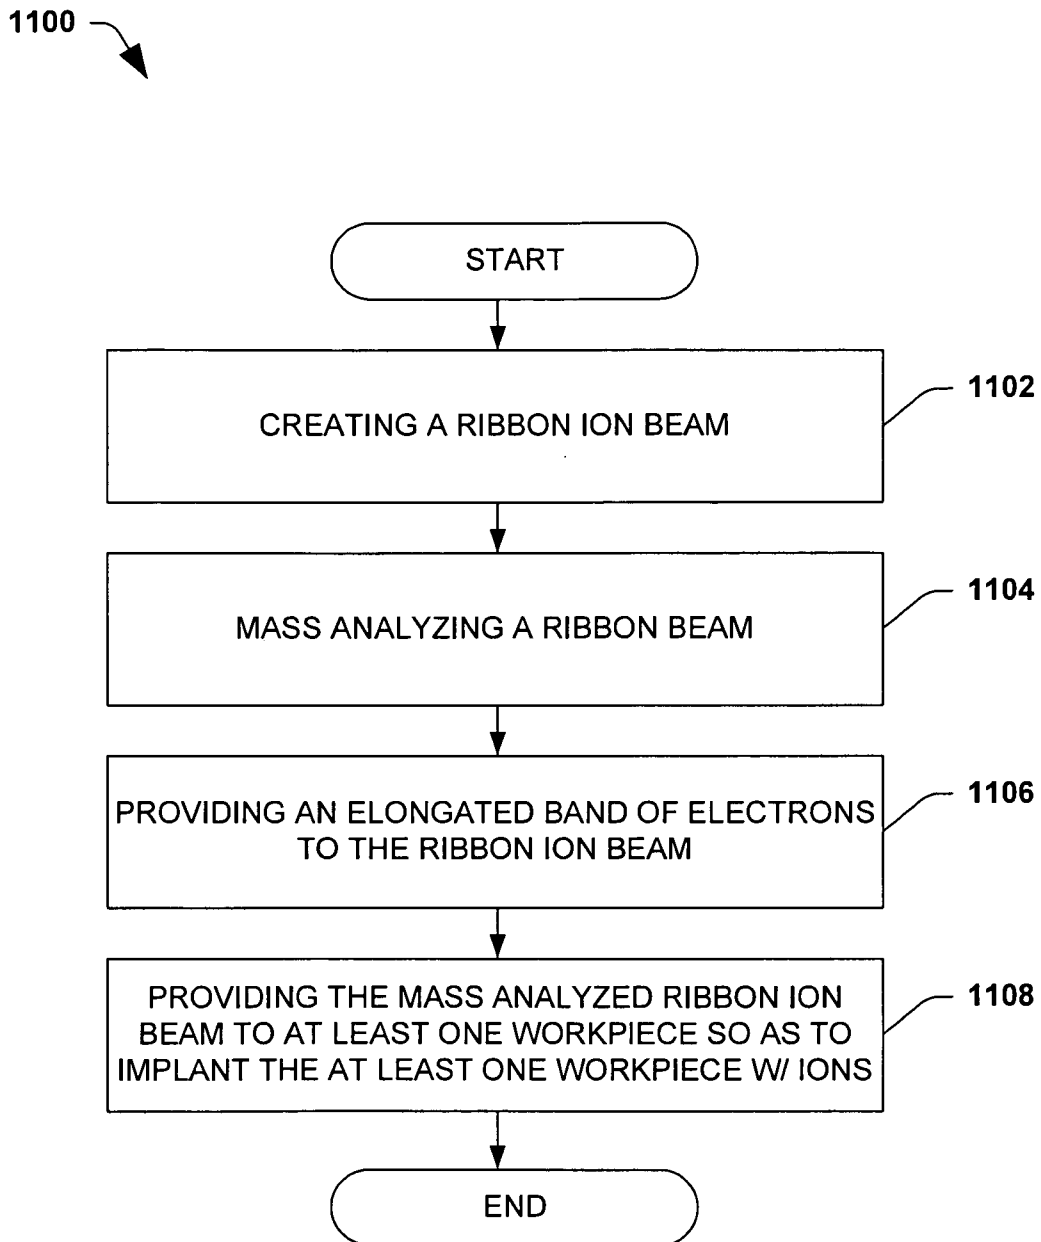 1100
START
CREATING A RIBBON ION BEAM
1102
MASS ANALYZING A RIBBON BEAM
1104
PROVIDING AN ELONGATED BAND OF ELECTRONS
TO THE RIBBON ION BEAM
1106
PROVIDING THE MASS ANALYZED RIBBON ION
BEAM TO AT LEAST ONE WORKPIECE SO AS TO
IMPLANT THE AT LEAST ONE WORKPIECE W/ IONS
1108
END